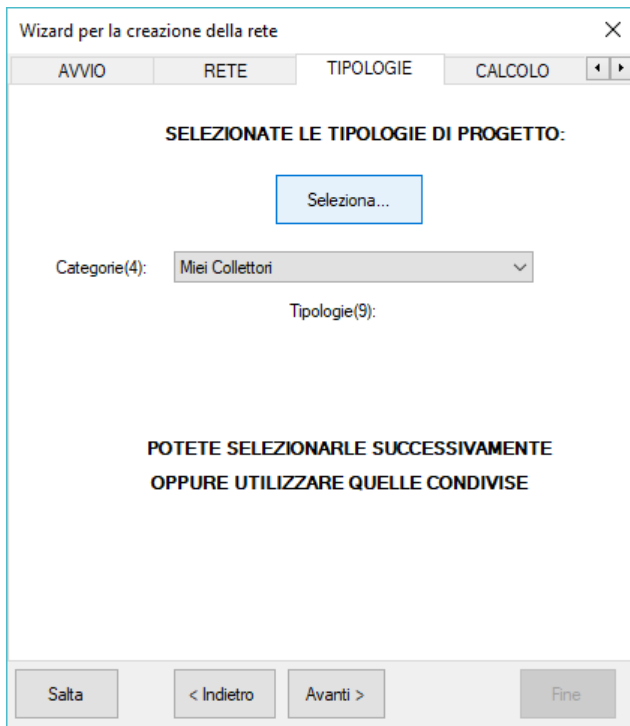 Wizard per la creazione della rete
AVVIO RETE TIPOLOGIE CALCOLO
SELEZIONATE LE TIPOLOGIE DI PROGETTO:
Seleziona...
Categorie(4): Miei Collettori
Tipologie(9):
POTETE SELEZIONARLE SUCCESSIVAMENTE
OPPURE UTILIZZARE QUELLE CONDIVISE
Salta < Indietro Avanti > Fine